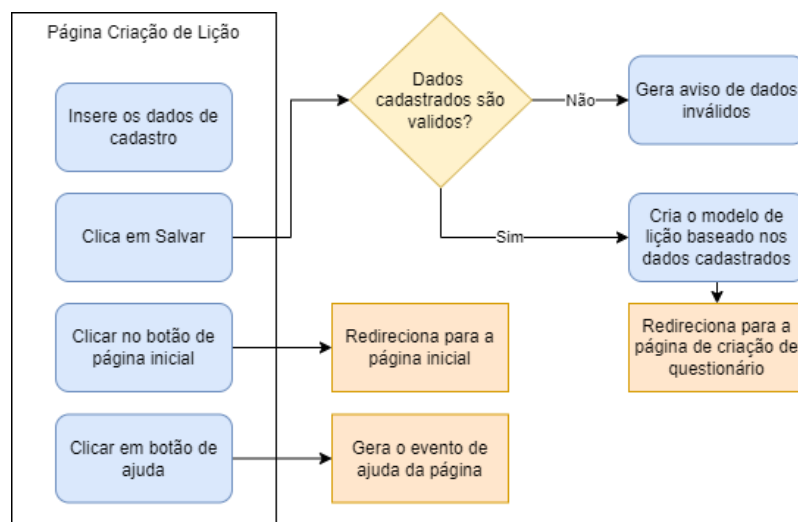 Página Criação de Lição
Insere os dados de
cadastro
Clica em Salvar
Clicar no botão de
página inicial
Clicar em botão de
ajuda
Dados
cadastrados são
validos?
Não
Gera aviso de dados
inválidos
Sim
Cria o modelo de
lição baseado nos
dados cadastrados
Redireciona para a
página de criação de
questionário
Redireciona para a
página inicial
Gera o evento de
ajuda da página